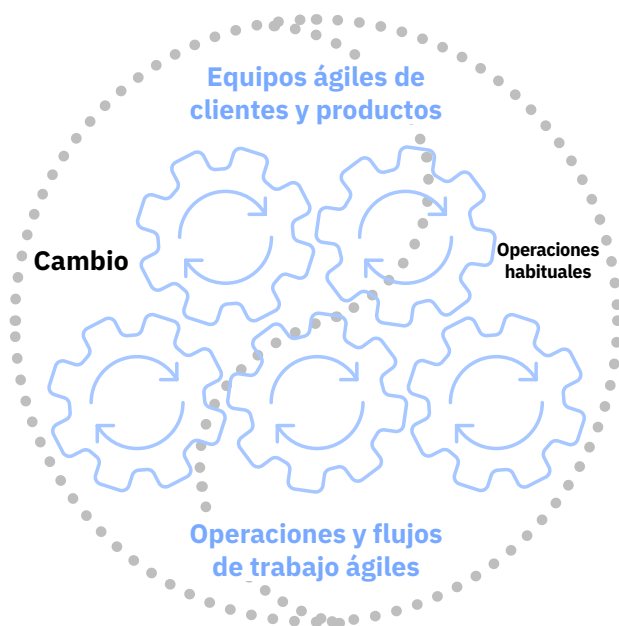 Equipos ágiles de
clientes y productos
Cambio
Operaciones
habituales
Operaciones y flujos
de trabajo ágiles